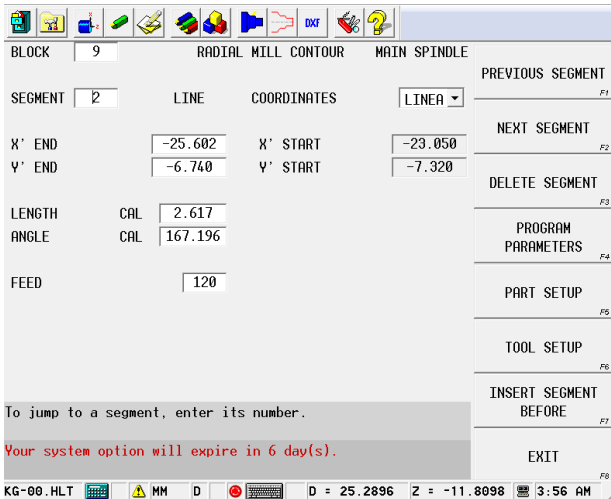 DXF
BLOCK 9 RADIAL MILL CONTOUR MAIN SPINDLE
PREVIOUS SEGMENT
F1
SEGMENT 2 LINE COORDINATES LINEA
NEXT SEGMENT
F2
X' END -25.602 X' START -23.050
Y' END -6.740 Y' START -7.320
DELETE SEGMENT
F3
LENGTH CAL 2.617
ANGLE CAL 167.196
PROGRAM
PARAMETERS
F4
FEED 120
PART SETUP
F5
TOOL SETUP
F6
INSERT SEGMENT
BEFORE
F7
To jump to a segment, enter its number.
Your system option will expire in 6 day(s).
EXIT
F8
KG-00.HLT MM D D = 25.2896 Z = -11.8098 3:56 AM